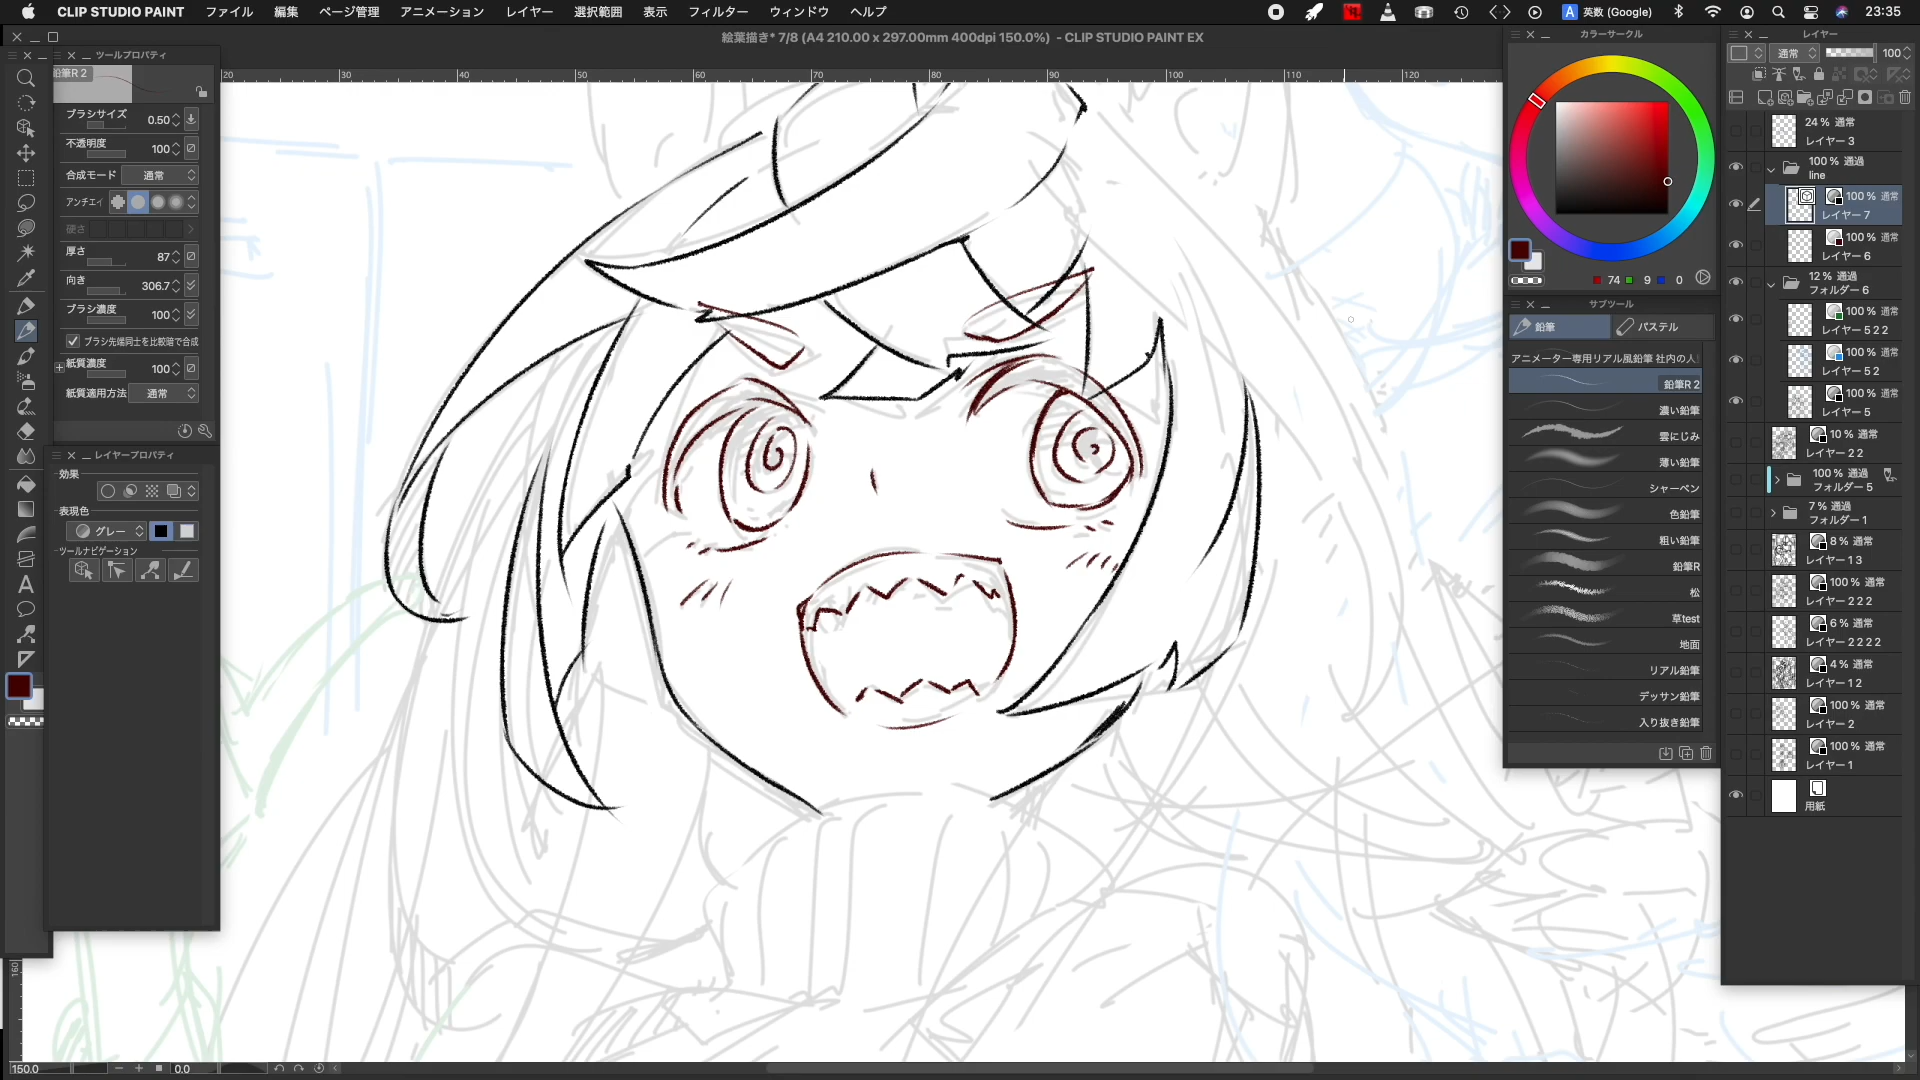 CLIP STUDIO PAINT ファイル 編集 ページ管理 アニメーション レイヤー 選択範囲 表示 フィルター ウィンドウ ヘルプ A 英数 (Google) 23:35
絵葉描き* 7/8 (A4 210.00 x 297.00mm 400dpi 150.0%) - CLIP STUDIO PAINT EX
ツールプロパティ
鉛筆R 2
ブラシサイズ 0.50
不透明度 100
合成モード 通常
アンチエイ
硬さ
厚さ 87
向き 306.7
ブラシ濃度 100
ブラシ先端同士を比較暗で合成
紙質濃度 100
紙質適用方法 通常
レイヤープロパティ
効果
表現色
グレー
ツールナビゲーション
20 30 40 50 60 70 80 90 100 110 120
160
150.0 0.0
カラーサークル
74 9 0
サブツール
鉛筆 パステル
アニメーター専用リアル風鉛筆 社内の人
鉛筆R 2
濃い鉛筆
雲にじみ
薄い鉛筆
シャーペン
色鉛筆
粗い鉛筆
鉛筆R
松
草test
地面
リアル鉛筆
デッサン鉛筆
入り抜き鉛筆
レイヤー
通常 100
24 % 通常
レイヤー 3
100 % 通過
line
100 % 通常
レイヤー 7
100 % 通常
レイヤー 6
12 % 通過
フォルダー 6
100 % 通常
レイヤー 5 2 2
100 % 通常
レイヤー 5 2
100 % 通常
レイヤー 5
10 % 通常
レイヤー 2 2
100 % 通過
フォルダー 5
7 % 通過
フォルダー 1
8 % 通常
レイヤー 1 3
100 % 通常
レイヤー 2 2 2
6 % 通常
レイヤー 2 2 2 2
4 % 通常
レイヤー 1 2
100 % 通常
レイヤー 2
100 % 通常
レイヤー 1
用紙